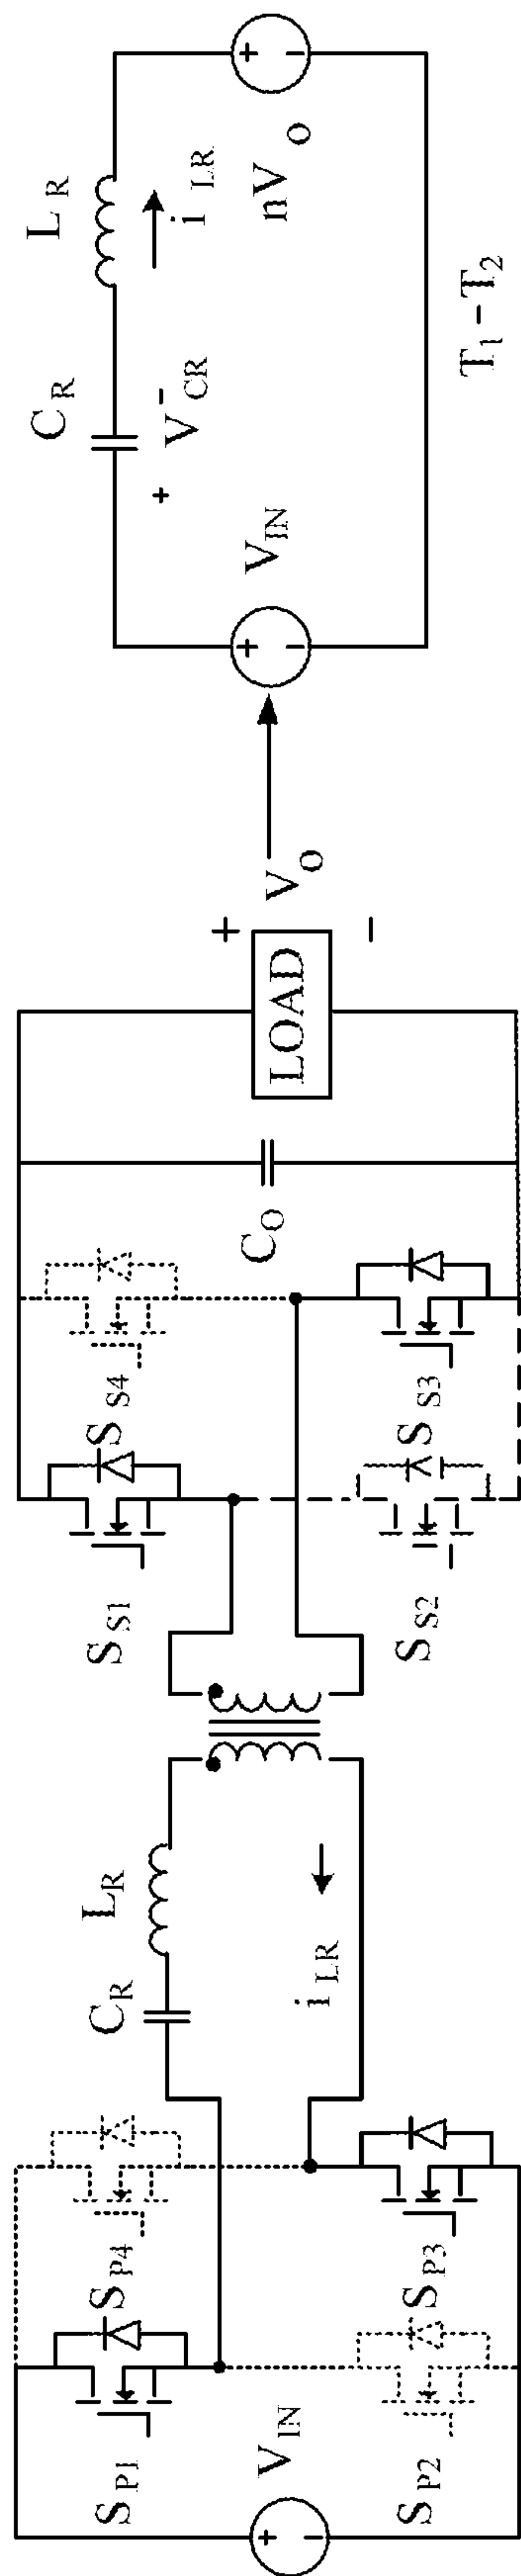 S_P1
S_P4
C_R
L_R
S_S1
S_S4
V_IN
i_LR
C_O
LOAD
+
V_O
-
S_P2
S_P3
S_S2
S_S3
C_R
L_R
+ V_CR -
i_LR
V_IN
nV_O
T_1 - T_2